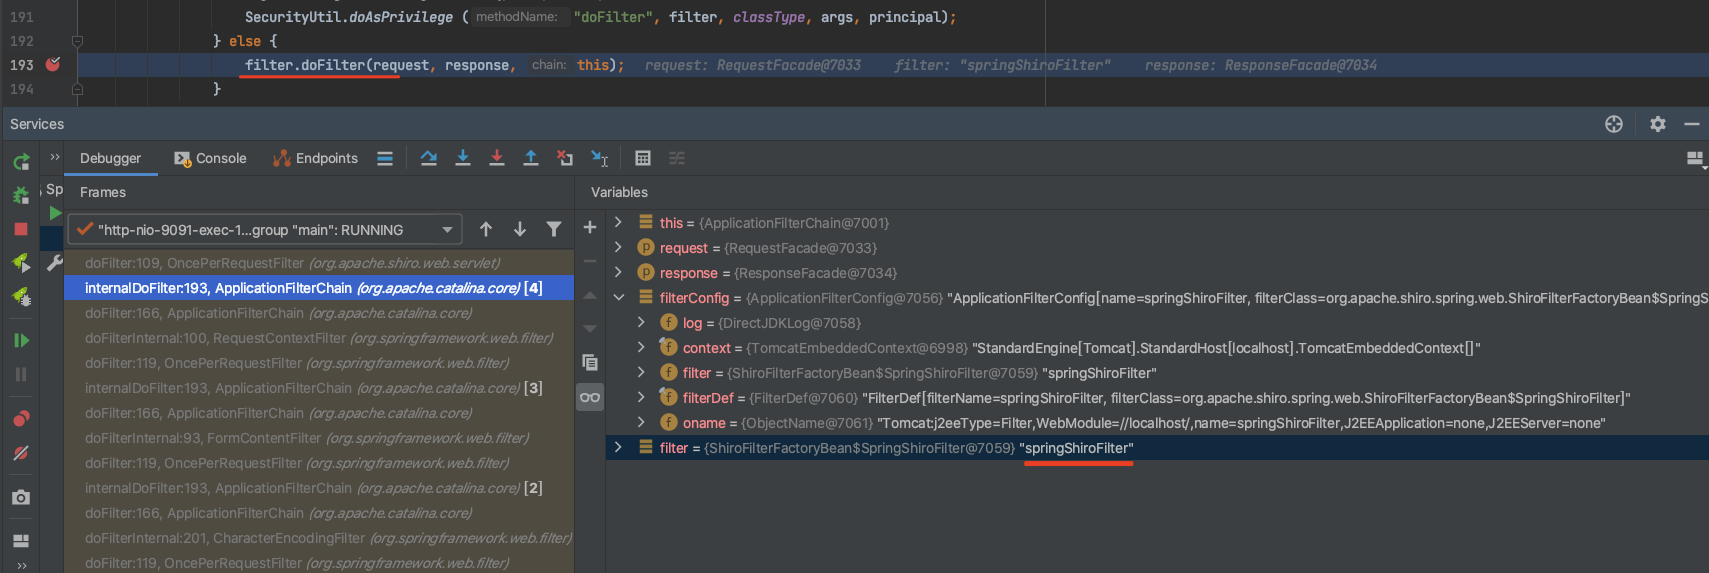 191 SecurityUtil.doAsPrivilege ( methodName: "doFilter", filter, classType, args, principal);
192 } else {
193 filter.doFilter(request, response, chain: this); request: RequestFacade@7033 filter: "springShiroFilter" response: ResponseFacade@7034
194 }
Services
Debugger Console Endpoints
Sp
Frames
Variables
"http-nio-9091-exec-1...group "main": RUNNING
doFilter:109, OncePerRequestFilter (org.apache.shiro.web.servlet)
internalDoFilter:193, ApplicationFilterChain (org.apache.catalina.core) [4]
doFilter:166, ApplicationFilterChain (org.apache.catalina.core)
doFilterInternal:100, RequestContextFilter (org.springframework.web.filter)
doFilter:119, OncePerRequestFilter (org.springframework.web.filter)
internalDoFilter:193, ApplicationFilterChain (org.apache.catalina.core) [3]
doFilter:166, ApplicationFilterChain (org.apache.catalina.core)
doFilterInternal:93, FormContentFilter (org.springframework.web.filter)
doFilter:119, OncePerRequestFilter (org.springframework.web.filter)
internalDoFilter:193, ApplicationFilterChain (org.apache.catalina.core) [2]
doFilter:166, ApplicationFilterChain (org.apache.catalina.core)
doFilterInternal:201, CharacterEncodingFilter (org.springframework.web.filter)
doFilter:119, OncePerRequestFilter (org.springframework.web.filter)
this = {ApplicationFilterChain@7001}
request = {RequestFacade@7033}
response = {ResponseFacade@7034}
filterConfig = {ApplicationFilterConfig@7056} "ApplicationFilterConfig[name=springShiroFilter, filterClass=org.apache.shiro.spring.web.ShiroFilterFactoryBean$SpringS
log = {DirectJDKLog@7058}
context = {TomcatEmbeddedContext@6998} "StandardEngine[Tomcat].StandardHost[localhost].TomcatEmbeddedContext[]"
filter = {ShiroFilterFactoryBean$SpringShiroFilter@7059} "springShiroFilter"
filterDef = {FilterDef@7060} "FilterDef[filterName=springShiroFilter, filterClass=org.apache.shiro.spring.web.ShiroFilterFactoryBean$SpringShiroFilter]"
oname = {ObjectName@7061} "Tomcat:j2eeType=Filter,WebModule=//localhost/,name=springShiroFilter,J2EEApplication=none,J2EEServer=none"
filter = {ShiroFilterFactoryBean$SpringShiroFilter@7059} "springShiroFilter"